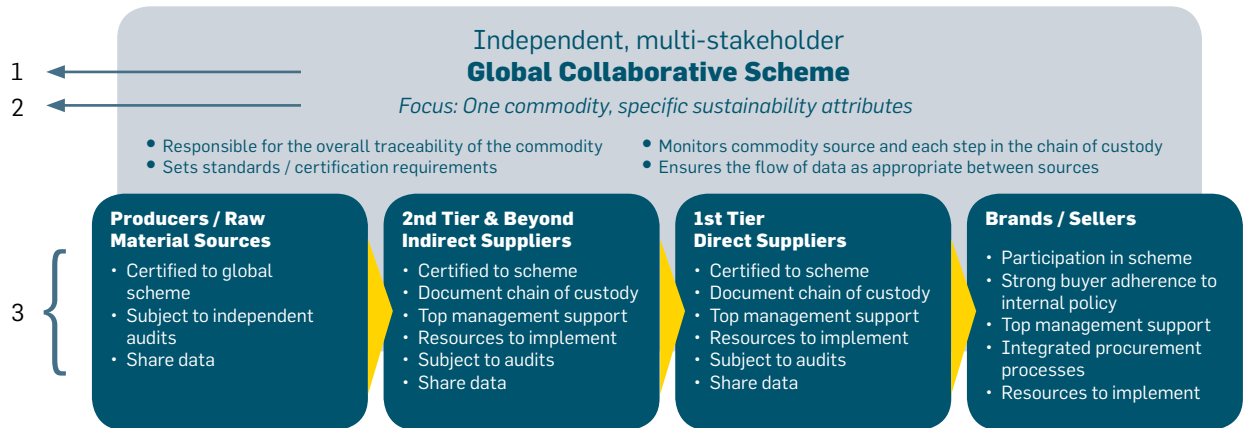 Independent, multi-stakeholder
1
Global Collaborative Scheme
2
Focus: One commodity, specific sustainability attributes
• Responsible for the overall traceability of the commodity
• Sets standards / certification requirements
• Monitors commodity source and each step in the chain of custody
• Ensures the flow of data as appropriate between sources
3
Producers / Raw
Material Sources
· Certified to global
scheme
· Subject to independent
audits
· Share data
2nd Tier & Beyond
Indirect Suppliers
· Certified to scheme
· Document chain of custody
· Top management support
· Resources to implement
· Subject to audits
· Share data
1st Tier
Direct Suppliers
· Certified to scheme
· Document chain of custody
· Top management support
· Resources to implement
· Subject to audits
· Share data
Brands / Sellers
· Participation in scheme
· Strong buyer adherence to
internal policy
· Top management support
· Integrated procurement
processes
· Resources to implement